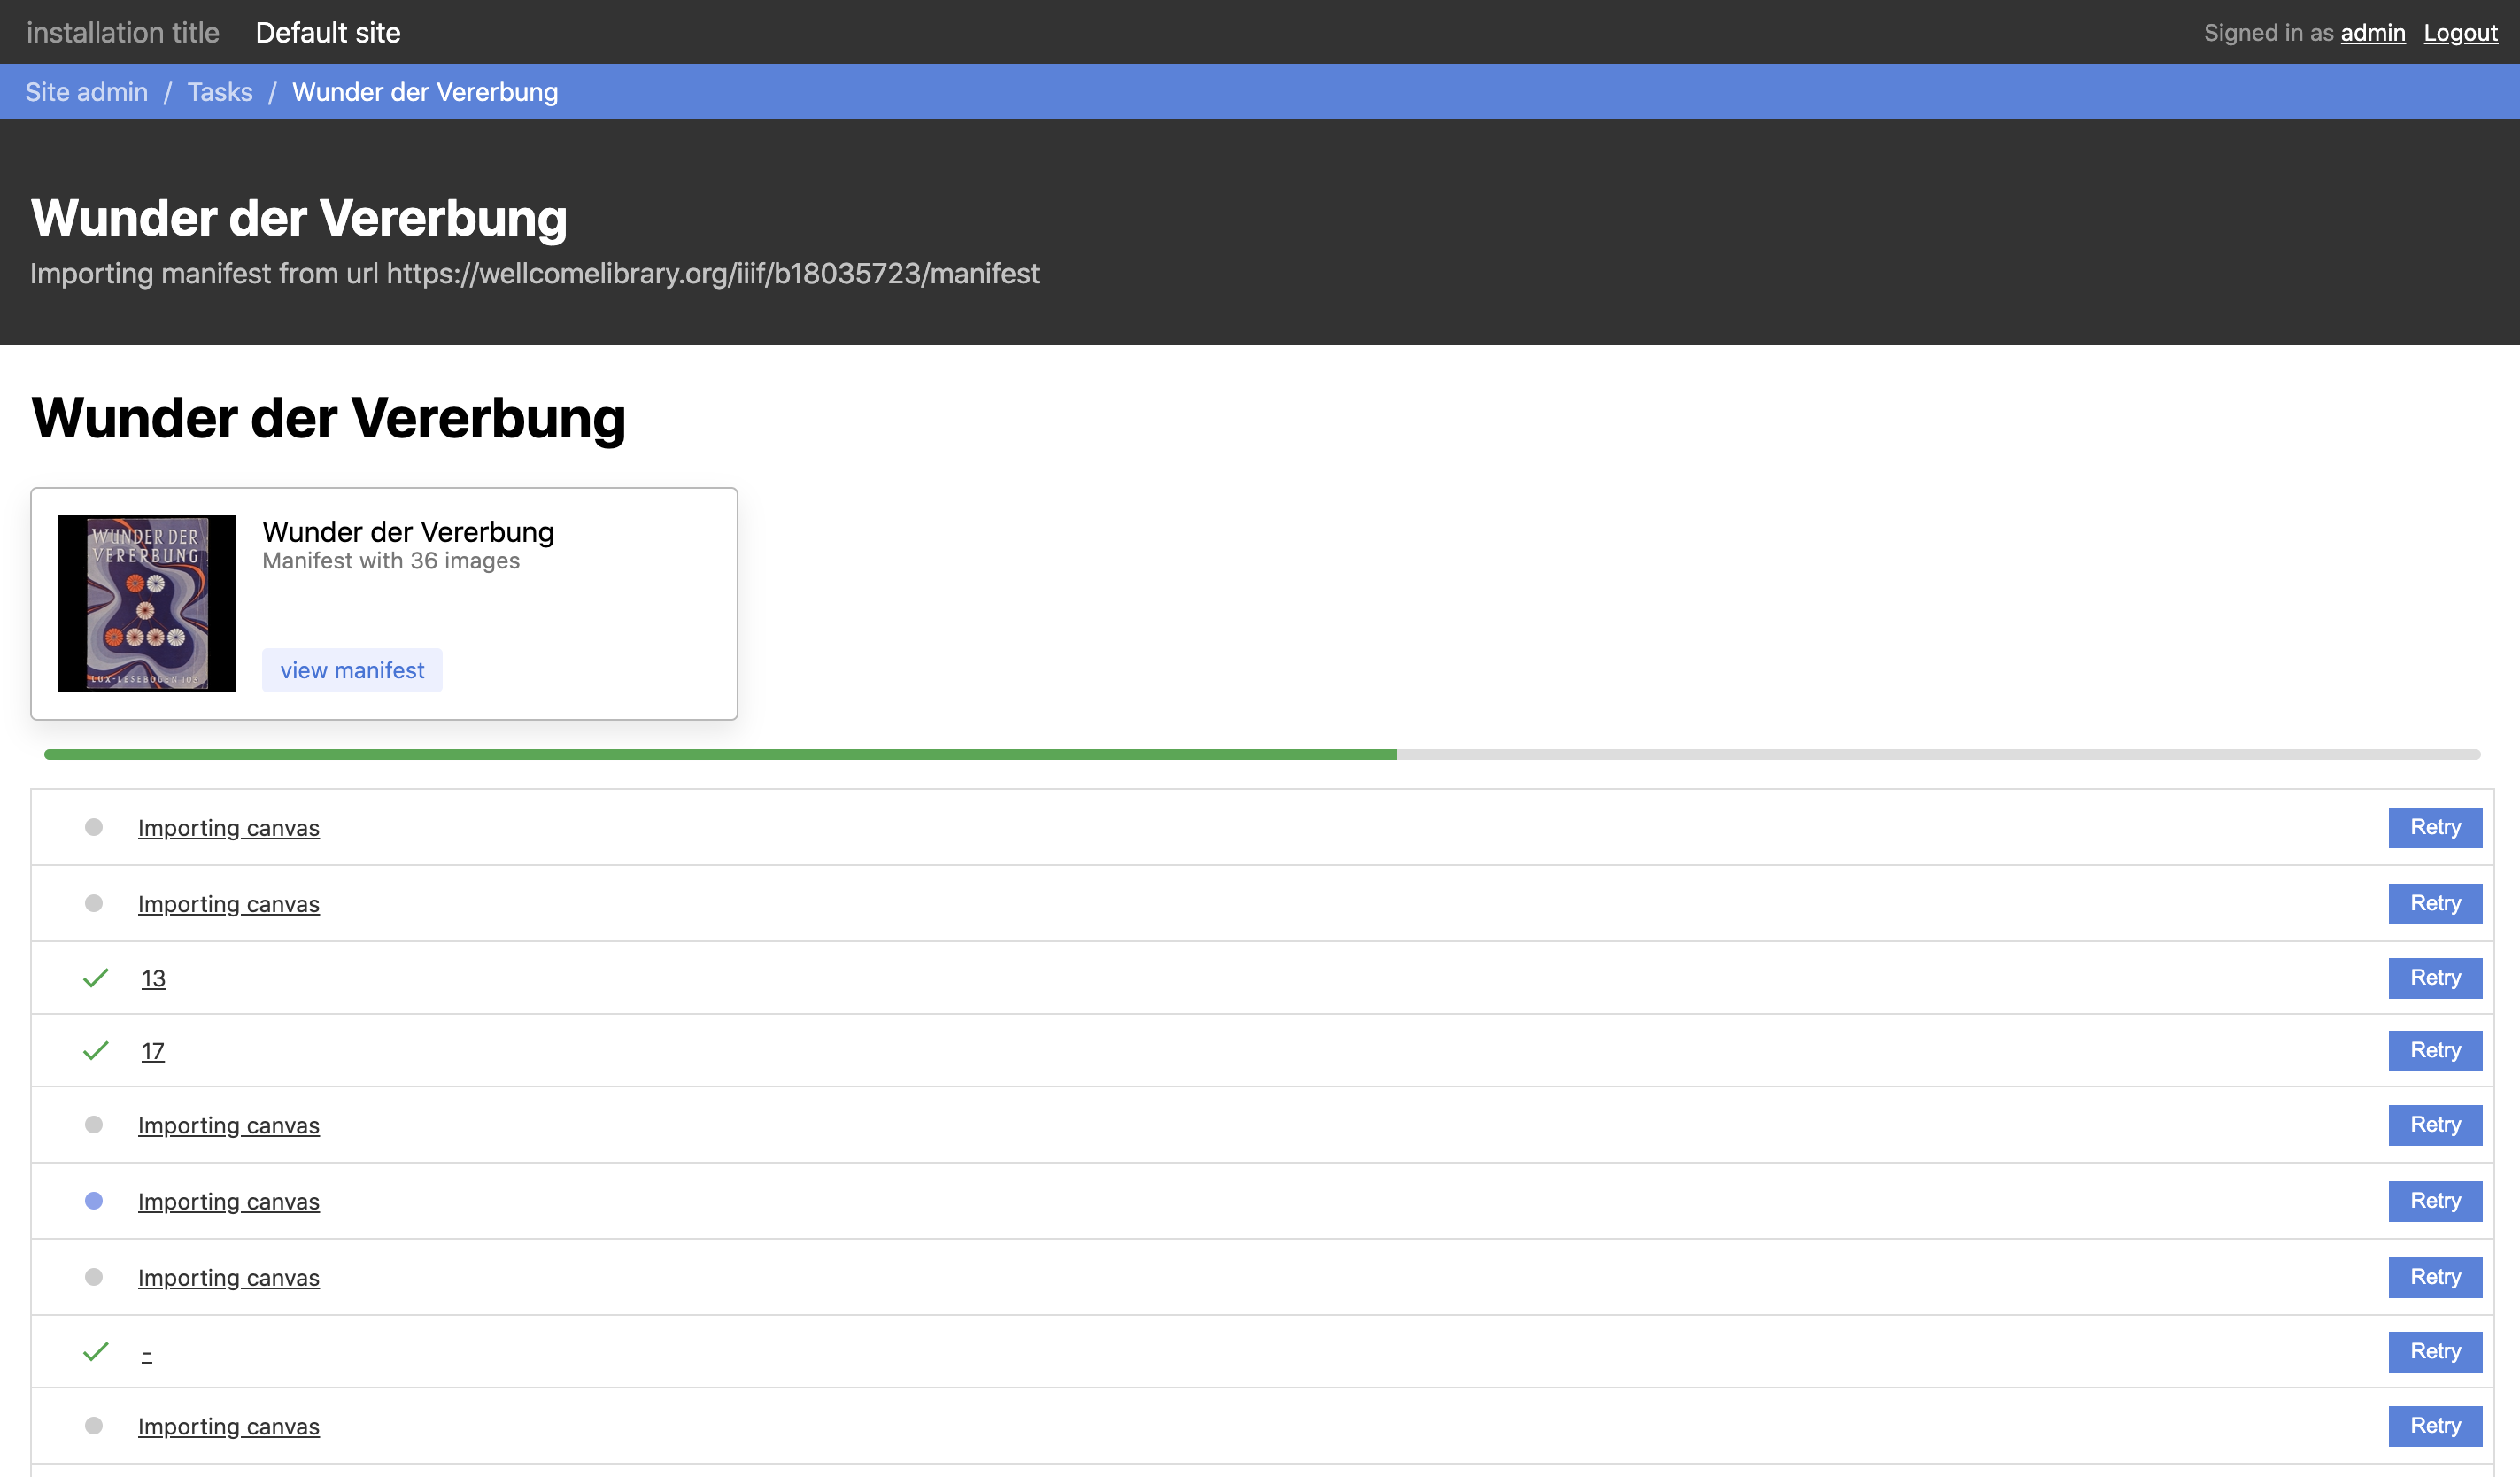 installation title Default site Signed in as admin Logout
Site admin / Tasks / Wunder der Vererbung
Wunder der Vererbung
Importing manifest from url https://wellcomelibrary.org/iiif/b18035723/manifest
Wunder der Vererbung
WUNDER DER
VERERBUNG
LUX-LESEBOGEN 103
Wunder der Vererbung
Manifest with 36 images
view manifest
Importing canvas Retry
Importing canvas Retry
13 Retry
17 Retry
Importing canvas Retry
Importing canvas Retry
Importing canvas Retry
- Retry
Importing canvas Retry